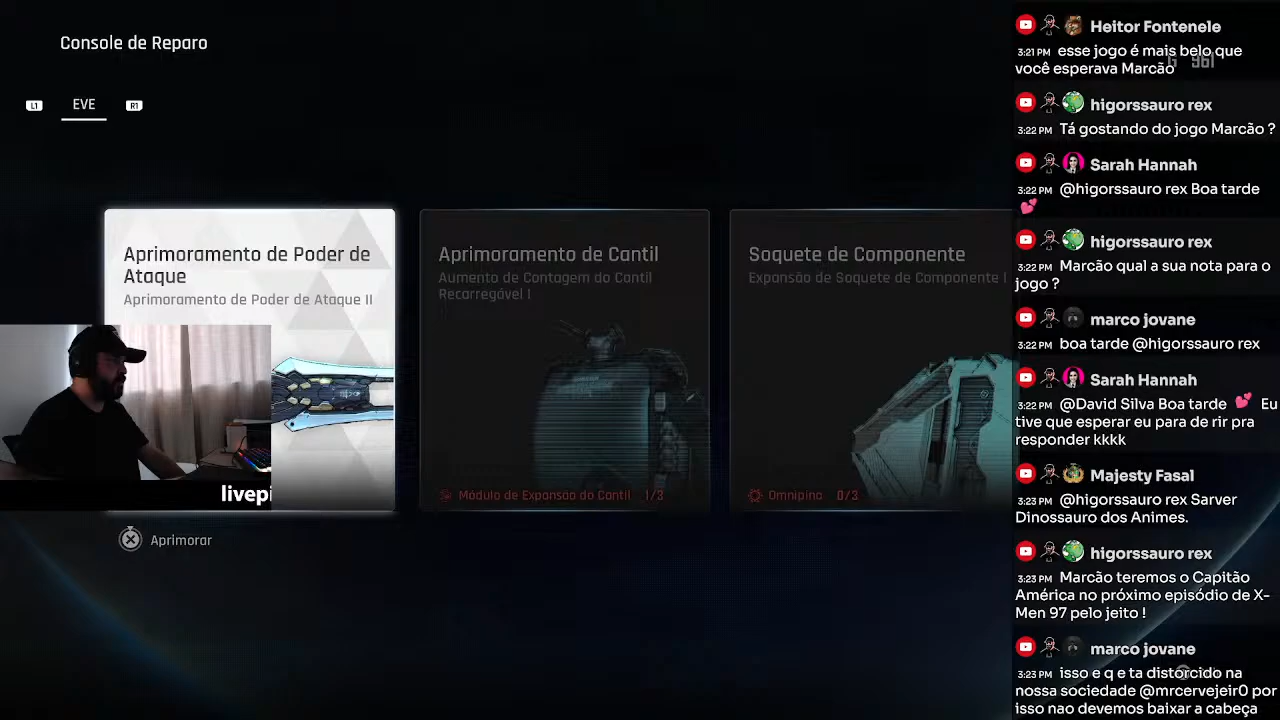 Console de Reparo
L1
EVE
R1
Aprimoramento de Poder de
Ataque
Aprimoramento de Poder de Ataque II
Aprimoramento de Cantil
Aumento de Contagem do Cantil
Recarregável I
Módulo de Expansão do Cantil 1/3
Soquete de Componente
Expansão de Soquete de Componente I
Omnipina 0/3
livepi
Aprimorar
Heitor Fontenele
3:21 PM esse jogo é mais belo que
você esperava Marcão
961
higorssauro rex
3:22 PM Tá gostando do jogo Marcão ?
Sarah Hannah
3:22 PM @higorssauro rex Boa tarde
💕
higorssauro rex
3:22 PM Marcão qual a sua nota para o
jogo ?
marco jovane
3:22 PM boa tarde @higorssauro rex
Sarah Hannah
3:22 PM @David Silva Boa tarde 💕 Eu
tive que esperar eu para de rir pra
responder kkkk
Majesty Fasal
3:23 PM @higorssauro rex Sarver
Dinossauro dos Animes.
higorssauro rex
3:23 PM Marcão teremos o Capitão
América no próximo episódio de X-
Men 97 pelo jeito !
marco jovane
3:23 PM isso e q e ta distorcido na
nossa sociedade @mrcervejeir0 por
isso nao devemos baixar a cabeça